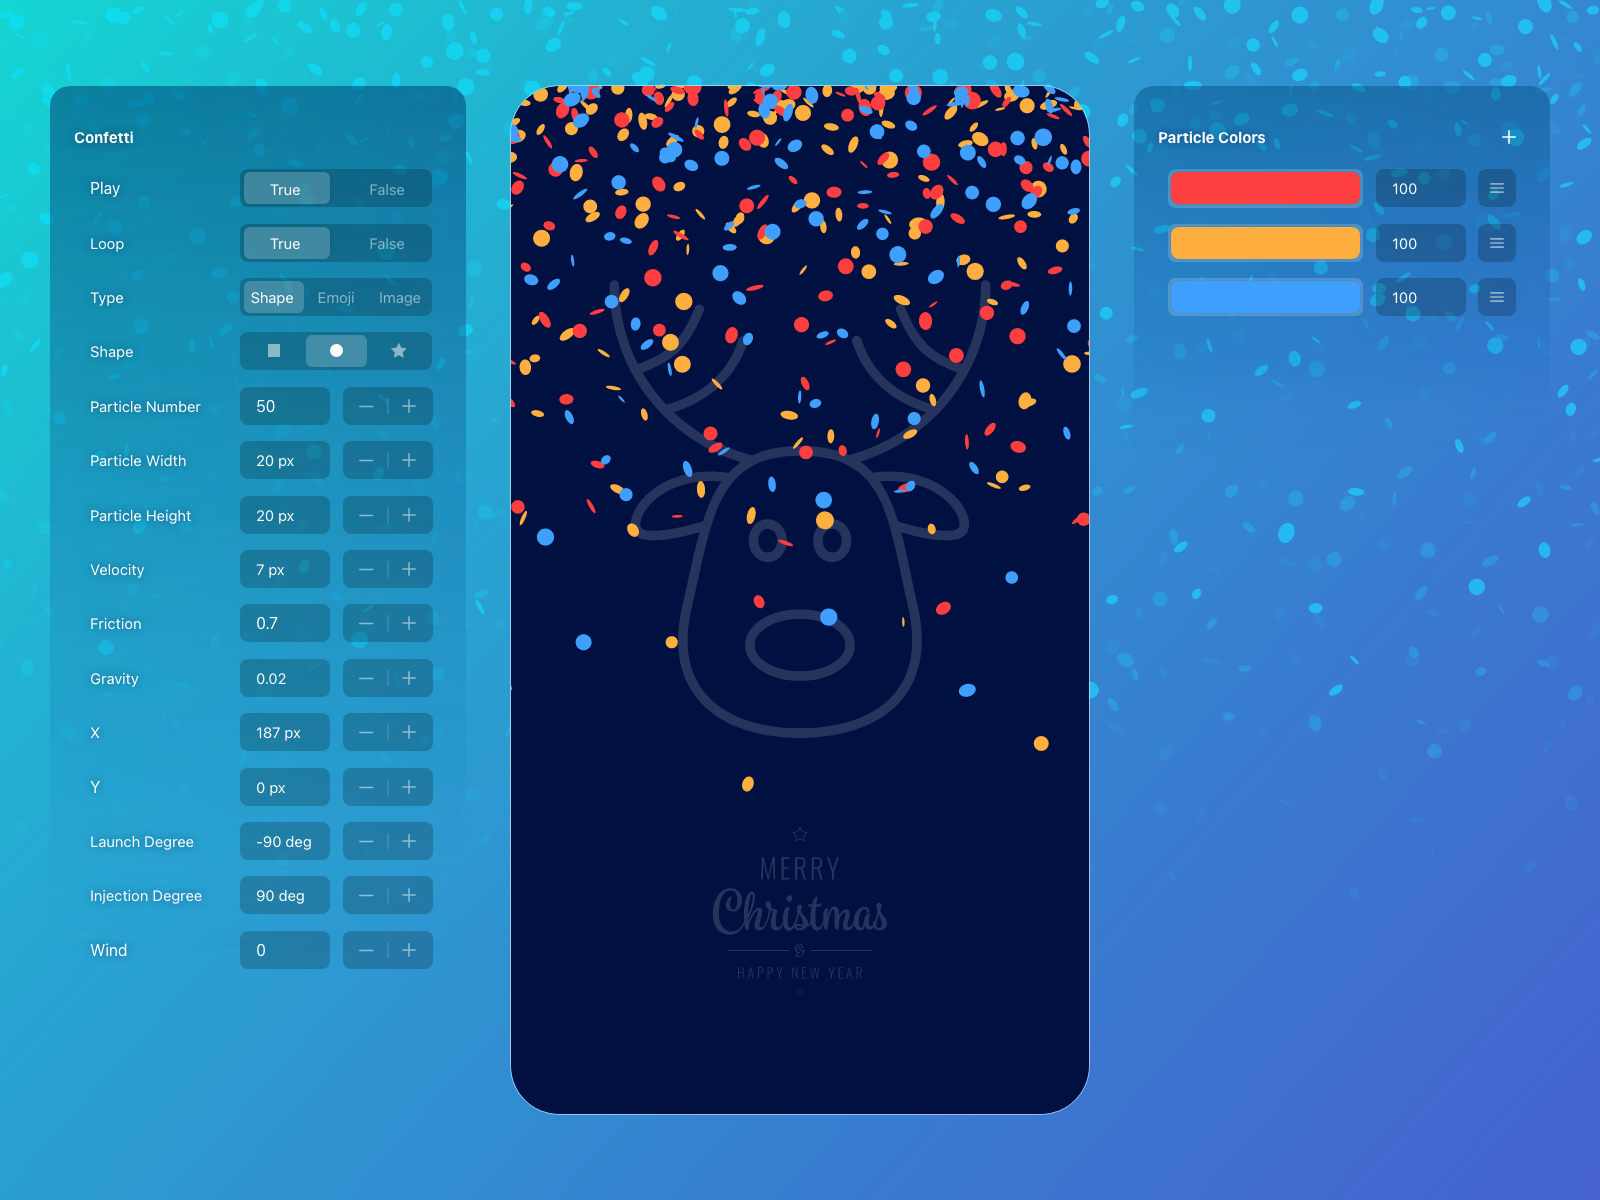 Confetti
Play True False
Loop True False
Type Shape Emoji Image
Shape
Particle Number 50
Particle Width 20 px
Particle Height 20 px
Velocity 7 px
Friction 0.7
Gravity 0.02
X 187 px
Y 0 px
Launch Degree -90 deg
Injection Degree 90 deg
Wind 0
MERRY
Christmas
&
HAPPY NEW YEAR
Particle Colors
100
100
100